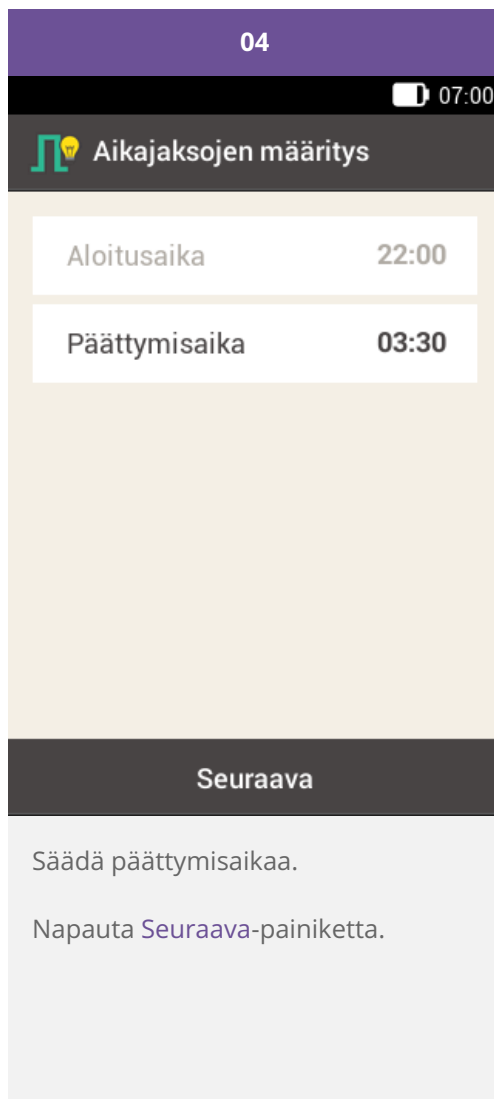 04
07:00
Aikajaksojen määritys
Aloitusaika 22:00
Päättymisaika 03:30
Seuraava
Säädä päättymisaikaa.
Napauta Seuraava-painiketta.